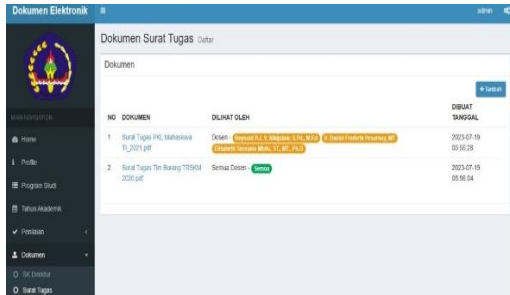 Dokumen Elektronik
admin
Dokumen Surat Tugas Daftar
Dokumen
+ Tambah
MAIN NAVIGATION
NO DOKUMEN DILIHAT OLEH DIBUAT TANGGAL
Home
1 Surat Tugas PKL Mahasiswa TI_2021.pdf
Dosen -
2023-07-19
05:55:28
Profile
2 Surat Tugas Tim Borang TRSKM 2020.pdf
Semua Dosen - Semua
2023-07-19
05:56:04
Program Studi
Tahun Akademik
Penilaian
Dokumen
SK Direktur
Surat Tugas